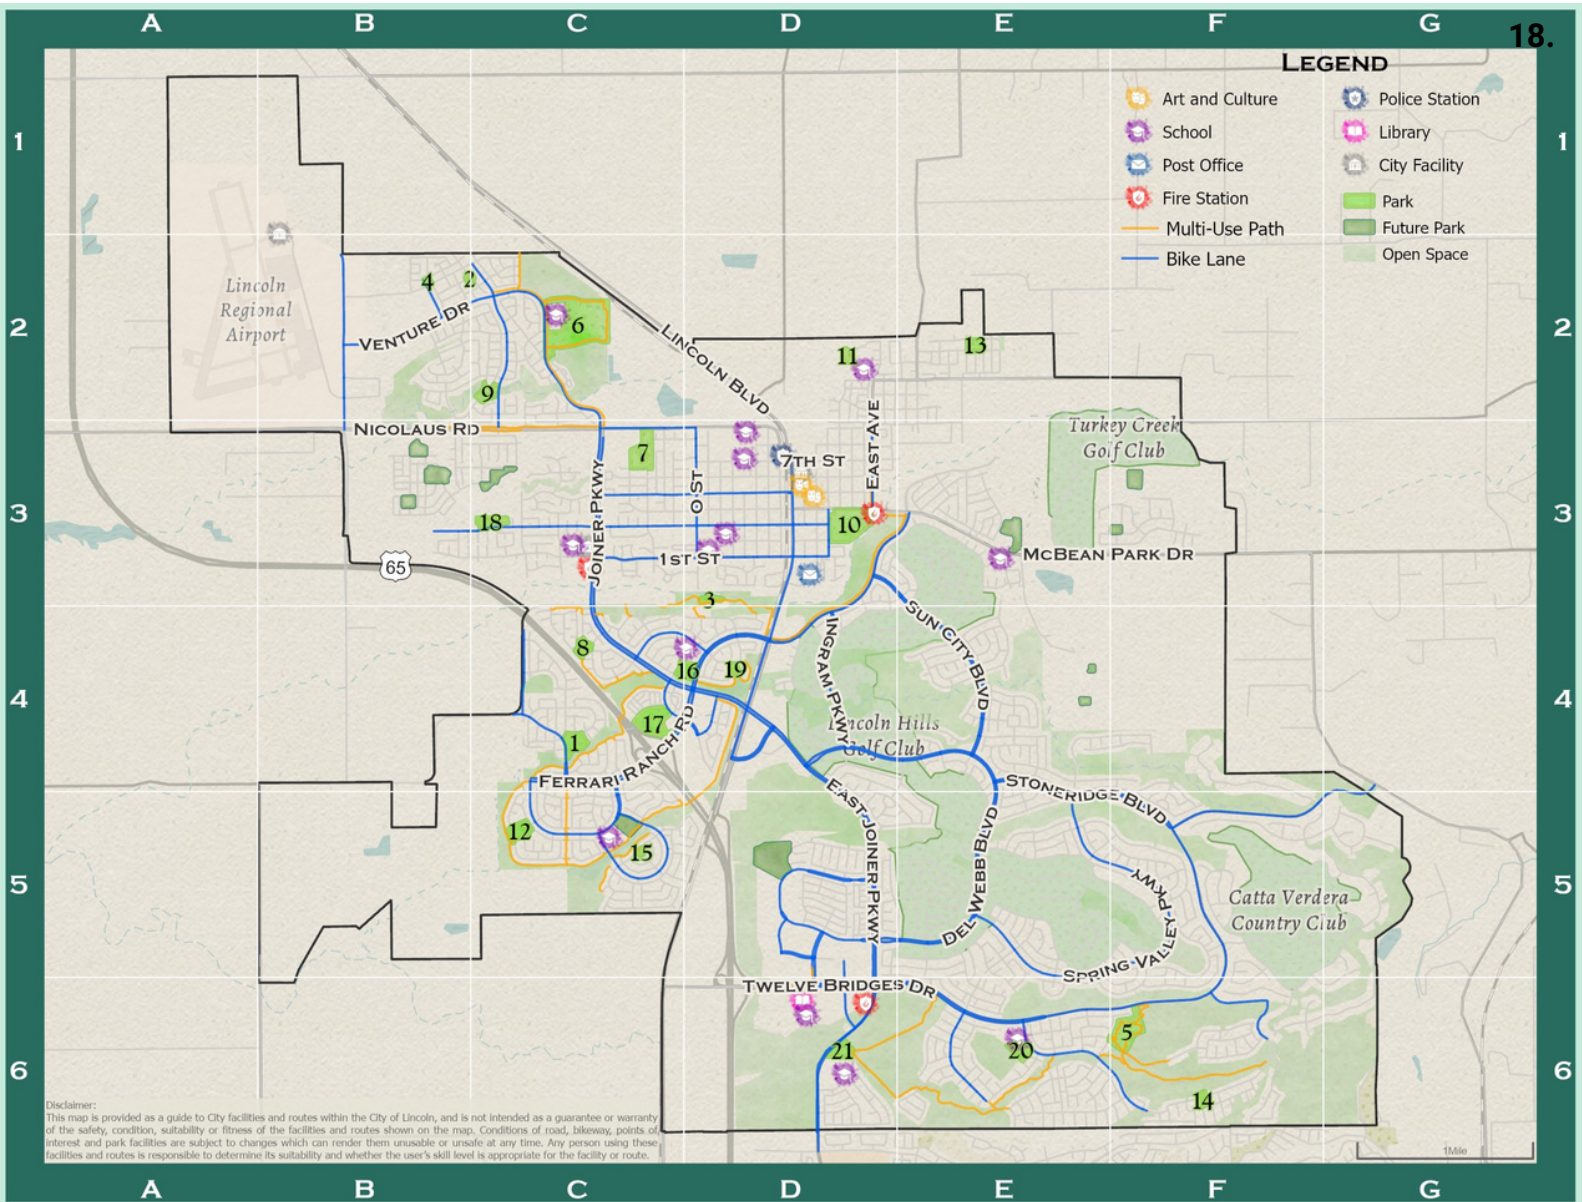 A B C D E F G
18.
LEGEND
Art and Culture
School
Post Office
Fire Station
Multi-Use Path
Bike Lane
Police Station
Library
City Facility
Park
Future Park
Open Space
1 1
Lincoln
Regional
Airport
4 2
VENTURE DR
6
LINCOLN BLVD
2 2
11
13
9
NICOLAUS RD
EAST AVE
Turkey Creek
Golf Club
7
7TH ST
JOINER PKWY
O ST
3 3
18
10
65
1ST ST
MCBEAN PARK DR
3
SUN CITY BLVD
INGRAM PKWY
8
16
19
4 4
17
Lincoln Hills
Golf Club
1
FERRARI RANCH RD
STONERIDGE BLVD
EAST JOINER PKWY
DEL WEBB BLVD
12
15
5 5
SPRING VALLEY PKWY
Catta Verdera
Country Club
TWELVE BRIDGES DR
5
21
20
6 6
14
Disclaimer:
This map is provided as a guide to City facilities and routes within the City of Lincoln, and is not intended as a guarantee or warranty
of the safety, condition, suitability or fitness of the facilities and routes shown on the map. Conditions of road, bikeway, points of
interest and park facilities are subject to changes which can render them unusable or unsafe at any time. Any person using these
facilities and routes is responsible to determine its suitability and whether the user's skill level is appropriate for the facility or route.
1Mile
A B C D E F G